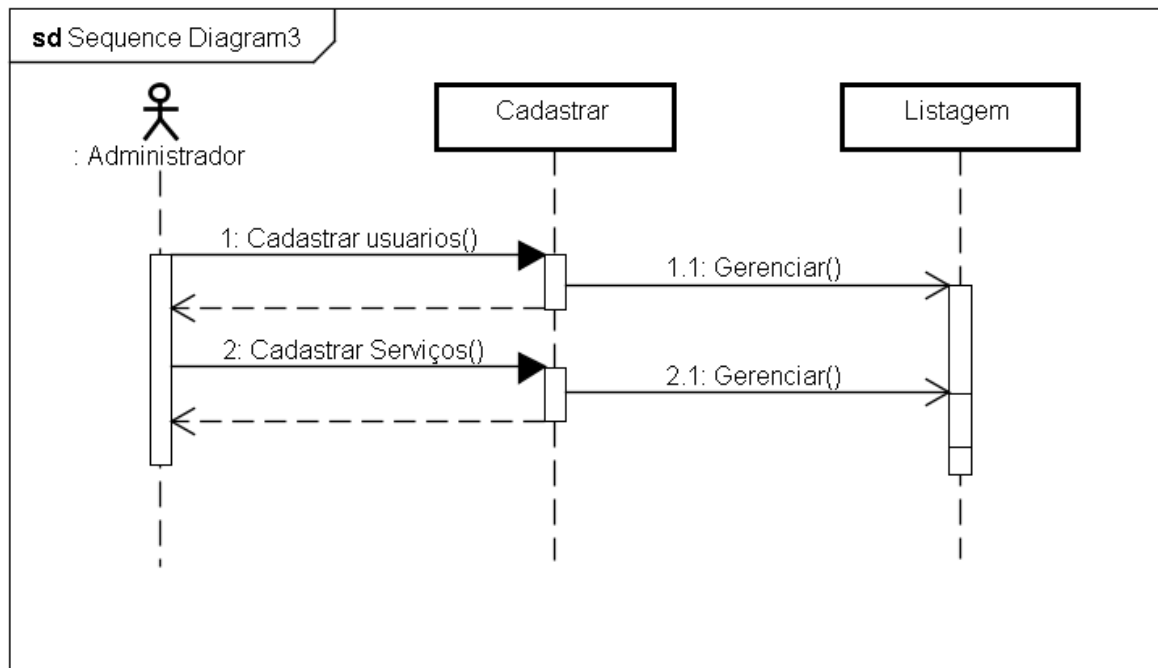 sd Sequence Diagram3
: Administrador
Cadastrar
Listagem
1: Cadastrar usuarios()
1.1: Gerenciar()
2: Cadastrar Serviços()
2.1: Gerenciar()